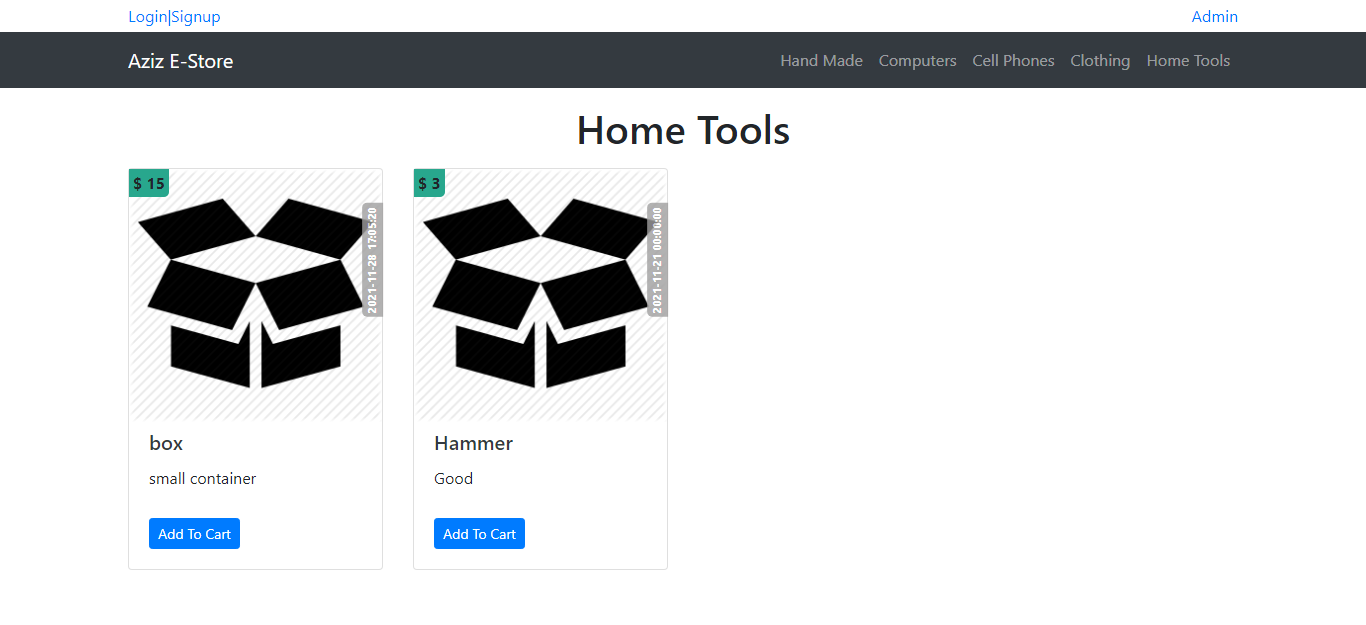 Login|Signup
Admin
Aziz E-Store
Hand Made
Computers
Cell Phones
Clothing
Home Tools
Home Tools
$ 15
2021-11-28 17:05:20
box
small container
Add To Cart
$ 3
2021-11-21 00:00:00
Hammer
Good
Add To Cart